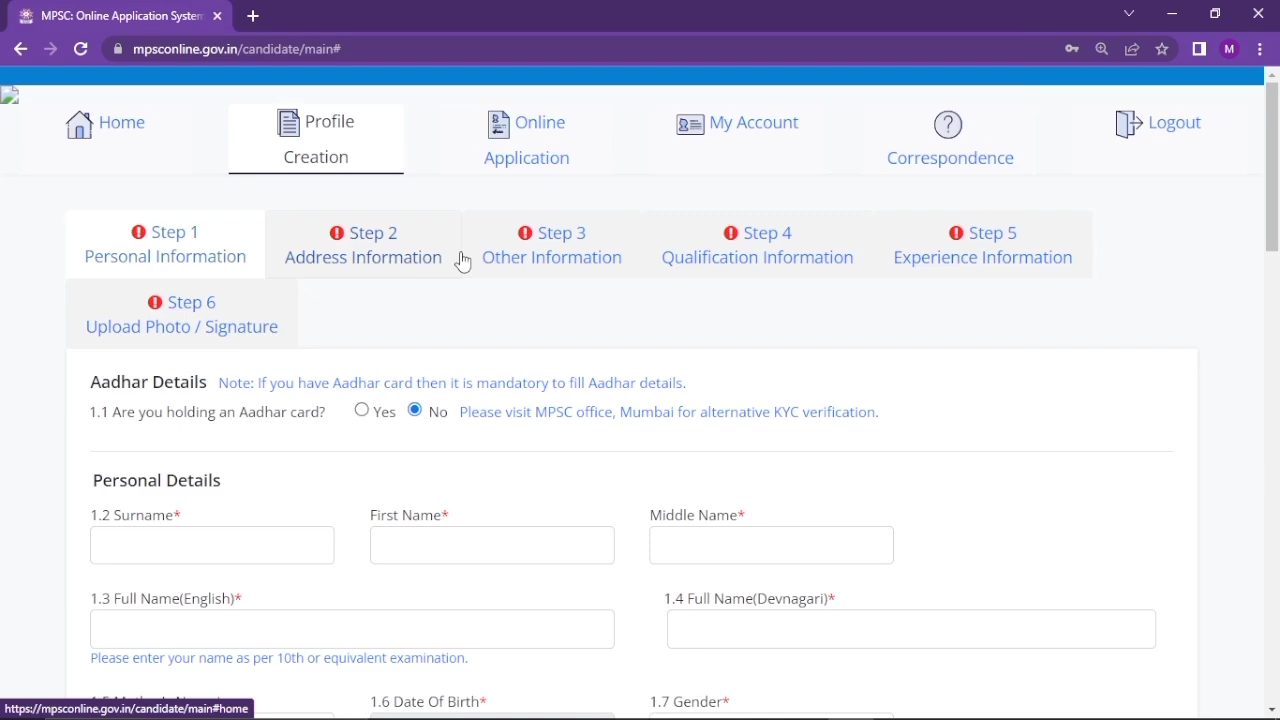 MPSC: Online Application System
mpsconline.gov.in/candidate/main#
M
Home
Profile
Creation
Online
Application
My Account
?
Correspondence
Logout
Step 1
Personal Information
Step 2
Address Information
Step 3
Other Information
Step 4
Qualification Information
Step 5
Experience Information
Step 6
Upload Photo / Signature
Aadhar Details Note: If you have Aadhar card then it is mandatory to fill Aadhar details.
1.1 Are you holding an Aadhar card? Yes No Please visit MPSC office, Mumbai for alternative KYC verification.
Personal Details
1.2 Surname* First Name* Middle Name*
1.3 Full Name(English)* 1.4 Full Name(Devnagari)*
Please enter your name as per 10th or equivalent examination.
1.6 Date Of Birth* 1.7 Gender*
https://mpsconline.gov.in/candidate/main#home